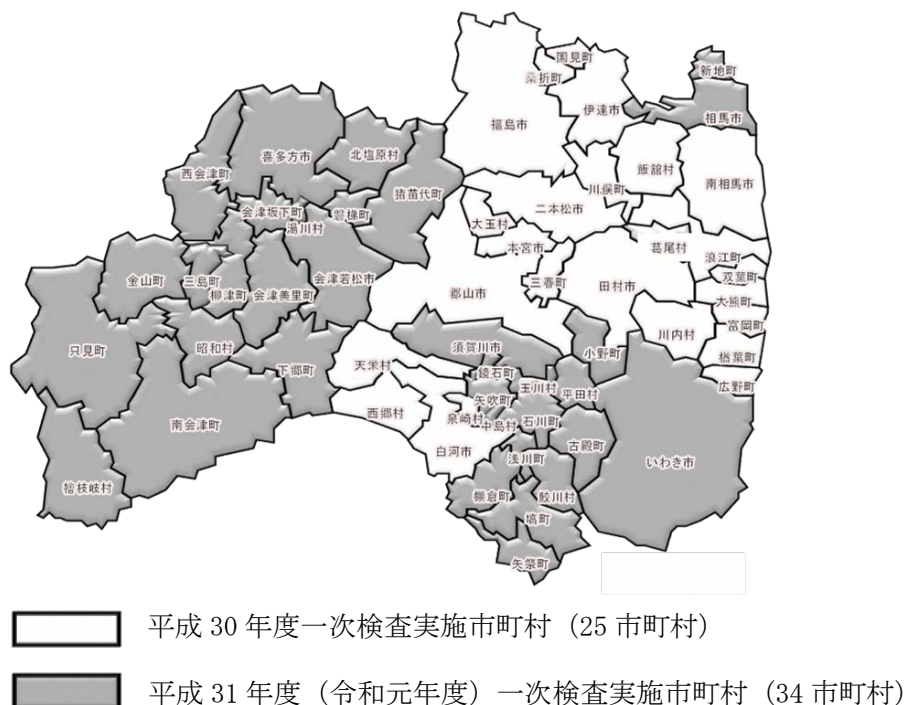 国見町
桑折町
新地町
伊達市
相馬市
福島市
喜多方市
北塩原村
飯舘村
西会津町
南相馬市
猪苗代町
川俣町
会津坂下町
磐梯町
二本松市
湯川村
大玉村
本宮市
葛尾村
浪江町
双葉町
金山町
三島町
会津若松市
三春町
田村市
柳津町
会津美里町
郡山市
大熊町
富岡町
川内村
只見町
昭和村
須賀川市
小野町
楢葉町
下郷町
天栄村
鏡石町
広野町
玉川村
平田村
矢吹町
西郷村
泉崎村
中島村
石川町
南会津町
白河市
古殿町
浅川町
いわき市
檜枝岐村
棚倉町
鮫川村
塙町
矢祭町
平成 30 年度一次検査実施市町村（25 市町村）
平成 31 年度（令和元年度）一次検査実施市町村（34 市町村）